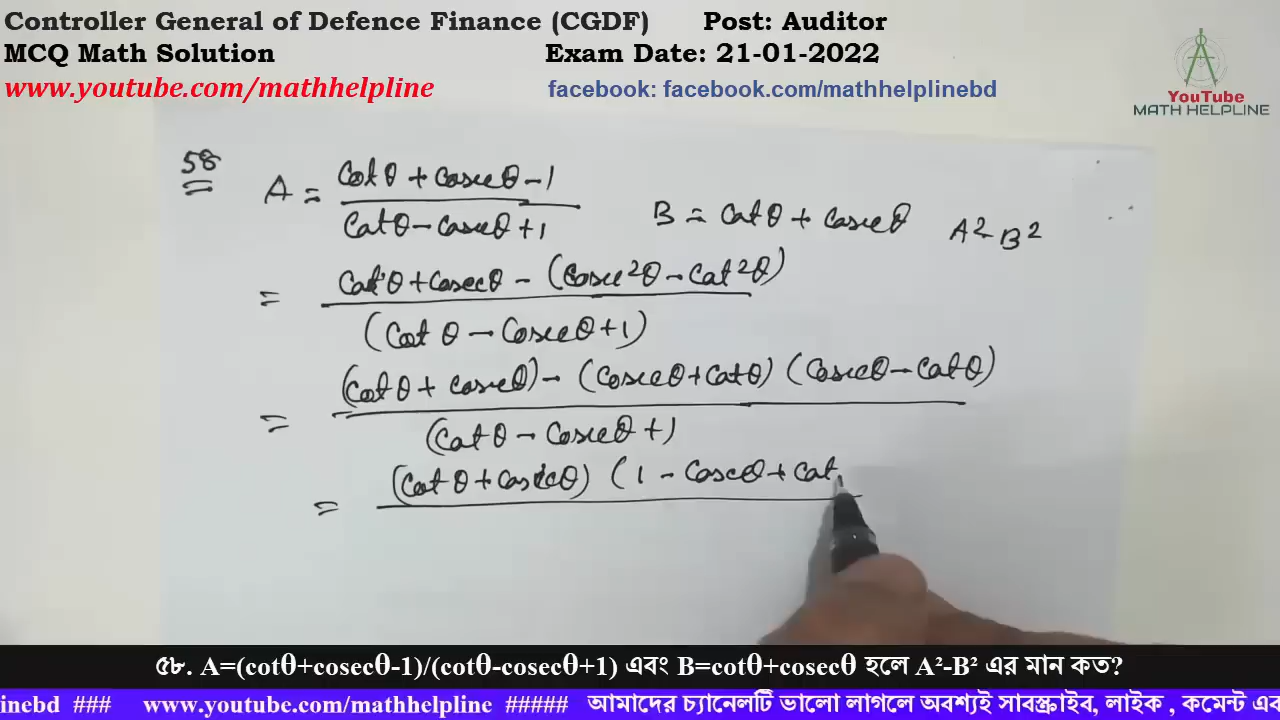 Controller General of Defence Finance (CGDF) Post: Auditor
MCQ Math Solution Exam Date: 21-01-2022
www.youtube.com/mathhelpline facebook: facebook.com/mathhelplinebd
YouTube
MATH HELPLINE
58
A = (cotθ + cosecθ - 1) / (cotθ - cosecθ + 1) B = cotθ + cosecθ A² - B²
= (cotθ + cosecθ - (cosec²θ - cot²θ)) / (cotθ - cosecθ + 1)
= ((cotθ + cosecθ) - (cosecθ + cotθ) (cosecθ - cotθ)) / (cotθ - cosecθ + 1)
= (cotθ + cosecθ) (1 - cosecθ + cot
৫৮. A=(cotθ+cosecθ-1)/(cotθ-cosecθ+1) এবং B=cotθ+cosecθ হলে A²-B² এর মান কত?
linebd ### www.youtube.com/mathhelpline ##### আমাদের চ্যানেলটি ভালো লাগলে অবশ্যই সাবস্ক্রাইব, লাইক , কমেন্ট এব